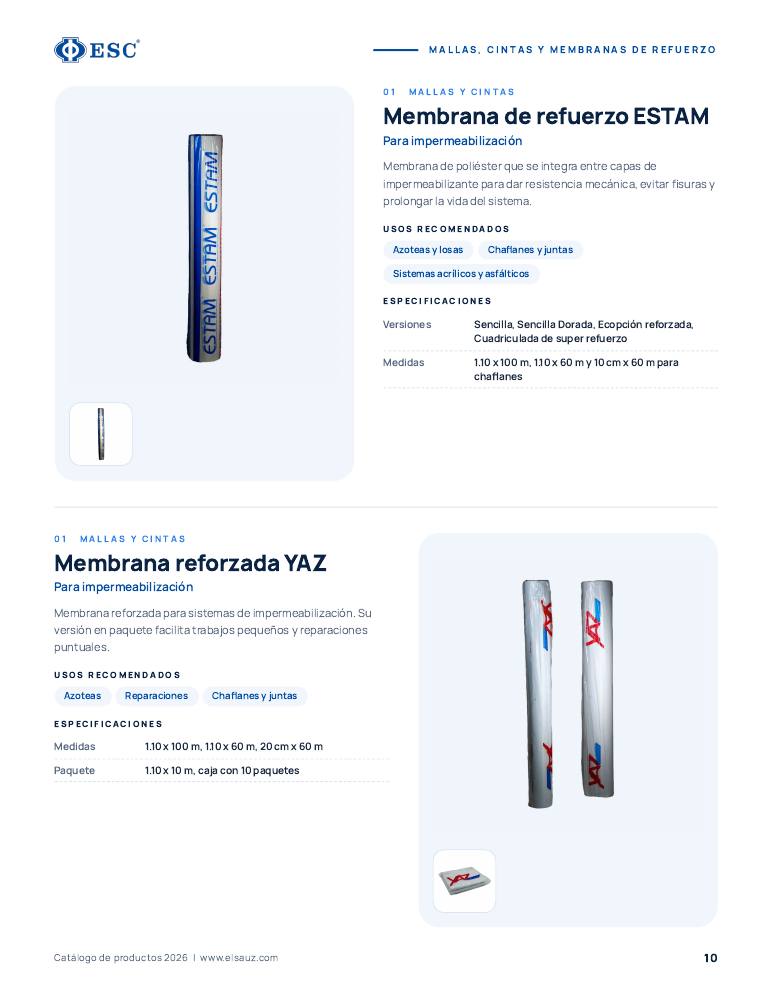 ESC
MALLAS, CINTAS Y MEMBRANAS DE REFUERZO
ESTAM ESTAM ESTAM
01 MALLAS Y CINTAS
Membrana de refuerzo ESTAM
Para impermeabilización
Membrana de poliéster que se integra entre capas de
impermeabilizante para dar resistencia mecánica, evitar fisuras y
prolongar la vida del sistema.
USOS RECOMENDADOS
Azoteas y losas Chaflanes y juntas
Sistemas acrílicos y asfálticos
ESPECIFICACIONES
Versiones Sencilla, Sencilla Dorada, Ecopción reforzada,
Cuadriculada de super refuerzo
Medidas 1.10 x 100 m, 1.10 x 60 m y 10 cm x 60 m para
chaflanes
01 MALLAS Y CINTAS
Membrana reforzada YAZ
Para impermeabilización
Membrana reforzada para sistemas de impermeabilización. Su
versión en paquete facilita trabajos pequeños y reparaciones
puntuales.
USOS RECOMENDADOS
Azoteas Reparaciones Chaflanes y juntas
ESPECIFICACIONES
Medidas 1.10 x 100 m, 1.10 x 60 m, 20 cm x 60 m
Paquete 1.10 x 10 m, caja con 10 paquetes
YAZ
YAZ
YAZ
Catálogo de productos 2026 | www.elsauz.com
10